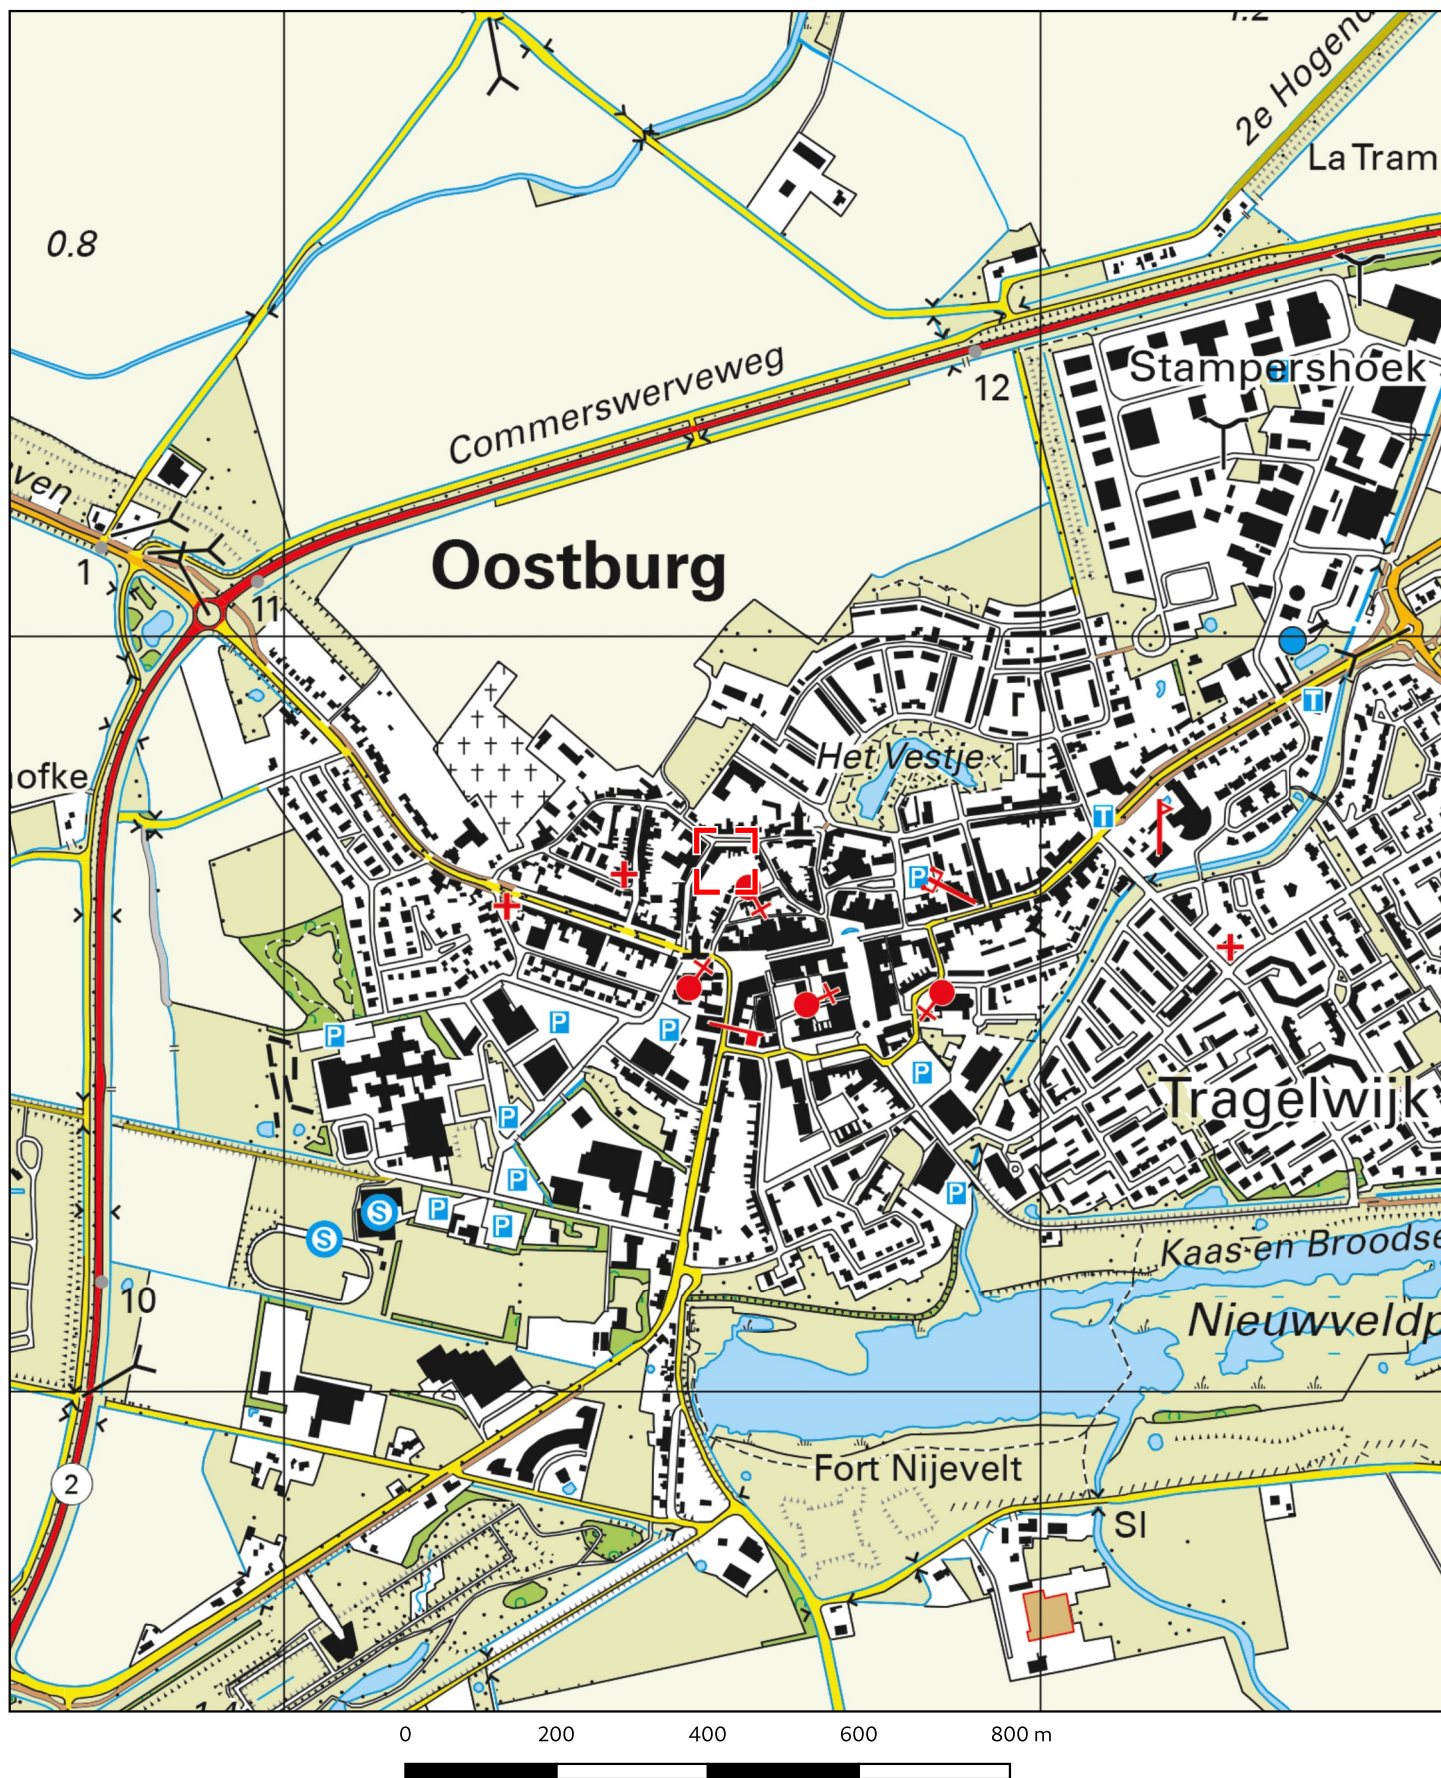 2e Hogend
La Tram
0.8
Commerswerveweg
12
Stampershoek
ven
Oostburg
1
11
T
Het Vestje
ofke
T
P
P
P
P
P
P
Tragelwijk
P
P
S
P
P
S
Kaas en Broodse
10
Nieuwveldp
Fort Nijevelt
2
Sl
0 200 400 600 800 m